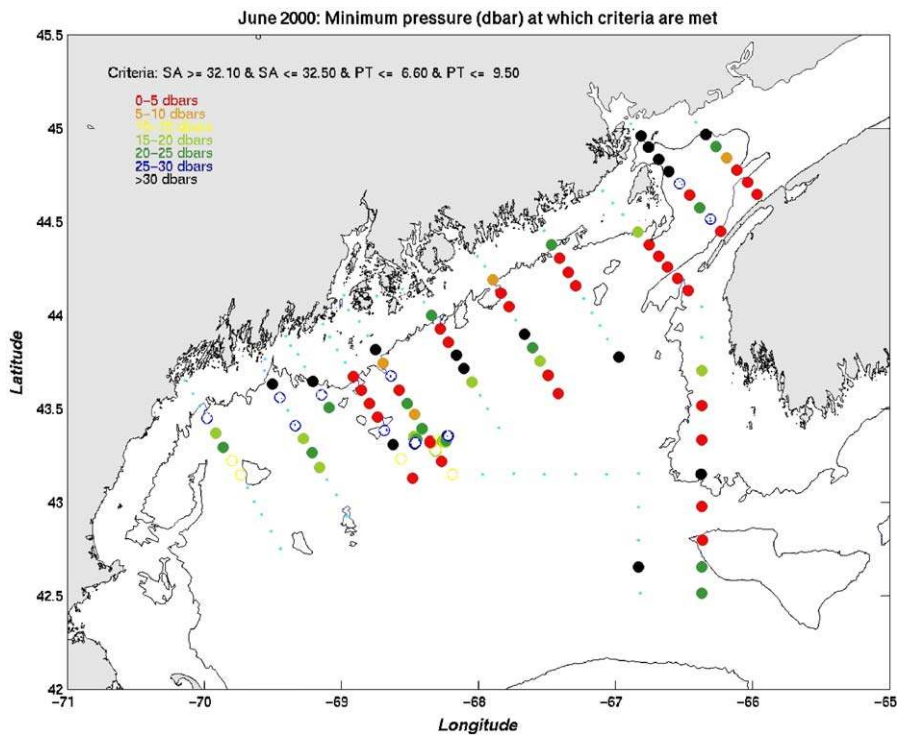 June 2000: Minimum pressure (dbar) at which criteria are met
45.5
Criteria: SA >= 32.10 & SA <= 32.50 & PT <= 6.60 & PT <= 9.50
0-5 dbars
5-10 dbars
15-20 dbars
20-25 dbars
25-30 dbars
>30 dbars
45
44.5
44
43.5
43
42.5
42
Latitude
-71
-70
-69
-68
-67
-66
-65
Longitude